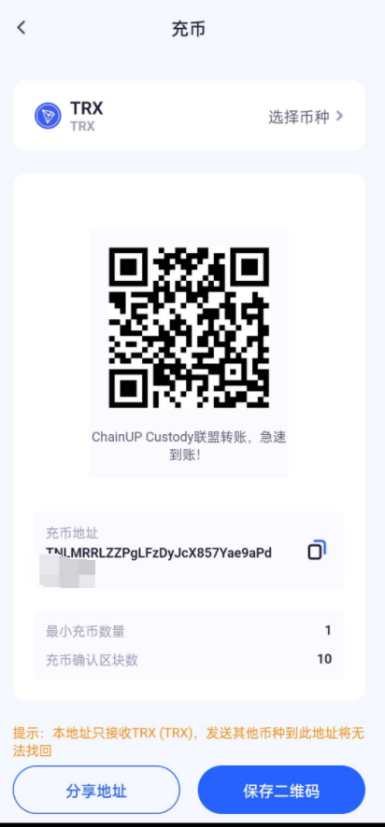 充币
TRX
TRX
选择币种
ChainUP Custody联盟转账，急速
到账！
充币地址
TNLMRRLZZPgLFzDyJcX857Yae9aPd
最小充币数量
1
充币确认区块数
10
提示：本地址只接收TRX (TRX)，发送其他币种到此地址将无
法找回
分享地址
保存二维码